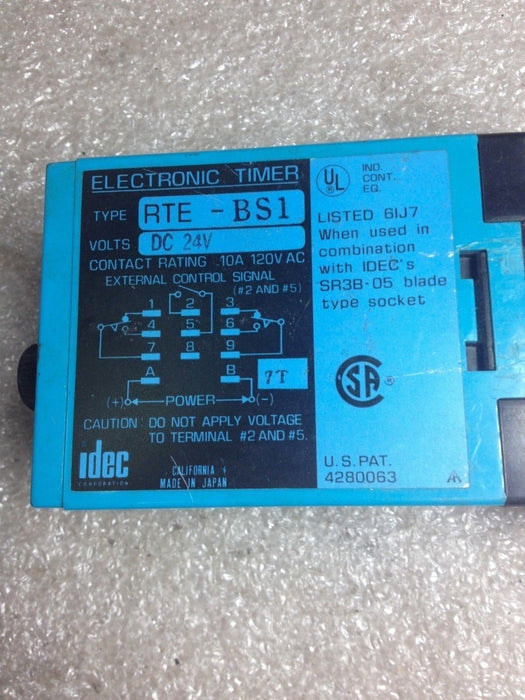 ELECTRONIC TIMER
TYPE RTE - BS1
VOLTS DC 24V
CONTACT RATING 10A 120V AC
EXTERNAL CONTROL SIGNAL
(#2 AND #5)
1 2 3
4 5 6
7 8 9
A B
7T
(+) POWER (-)
CAUTION: DO NOT APPLY VOLTAGE
TO TERMINAL #2 AND #5.
idec
CORPORATION
CALIFORNIA
MADE IN JAPAN
UL ®
IND.
CONT.
EQ.
LISTED 6IJ7
When used in
combination
with IDEC's
SR3B-05 blade
type socket
SA ®
U.S. PAT.
4280063